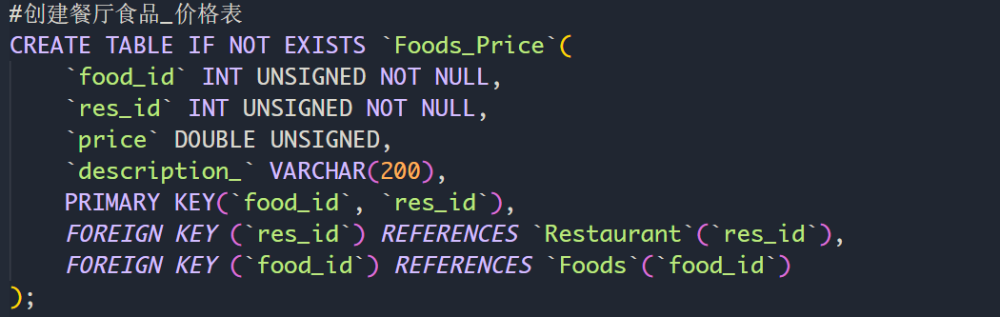 #创建餐厅食品_价格表
CREATE TABLE IF NOT EXISTS `Foods_Price`(
    `food_id` INT UNSIGNED NOT NULL,
    `res_id` INT UNSIGNED NOT NULL,
    `price` DOUBLE UNSIGNED,
    `description_` VARCHAR(200),
    PRIMARY KEY(`food_id`, `res_id`),
    FOREIGN KEY (`res_id`) REFERENCES `Restaurant`(`res_id`),
    FOREIGN KEY (`food_id`) REFERENCES `Foods`(`food_id`)
);